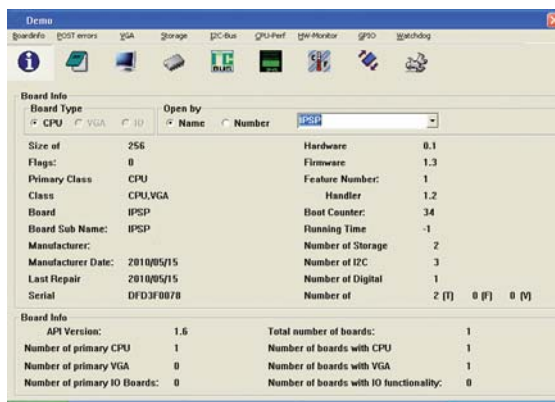 Demo
Boardinfo POST errors VGA Storage I2C-Bus CPU-Perf HW-Monitor GPIO Watchdog
I2C
BUS
Board Info
Board Type Open by
CPU VGA IO Name Number IPSP
Size of 256 Hardware 0.1
Flags: 0 Firmware 1.3
Primary Class CPU Feature Number: 1
Class CPU,VGA Handler 1.2
Board IPSP Boot Counter: 34
Board Sub Name: IPSP Running Time -1
Manufacturer: Number of Storage 2
Manufacturer Date: 2010/05/15 Number of I2C 3
Last Repair 2010/05/15 Number of Digital 1
Serial DFD3F0078 Number of 2 (T) 0 (F) 0 (V)
Board Info
API Version: 1.6 Total number of boards: 1
Number of primary CPU 1 Number of boards with CPU 1
Number of primary VGA 0 Number of boards with VGA 1
Number of primary IO Boards: 0 Number of boards with IO functionality: 0